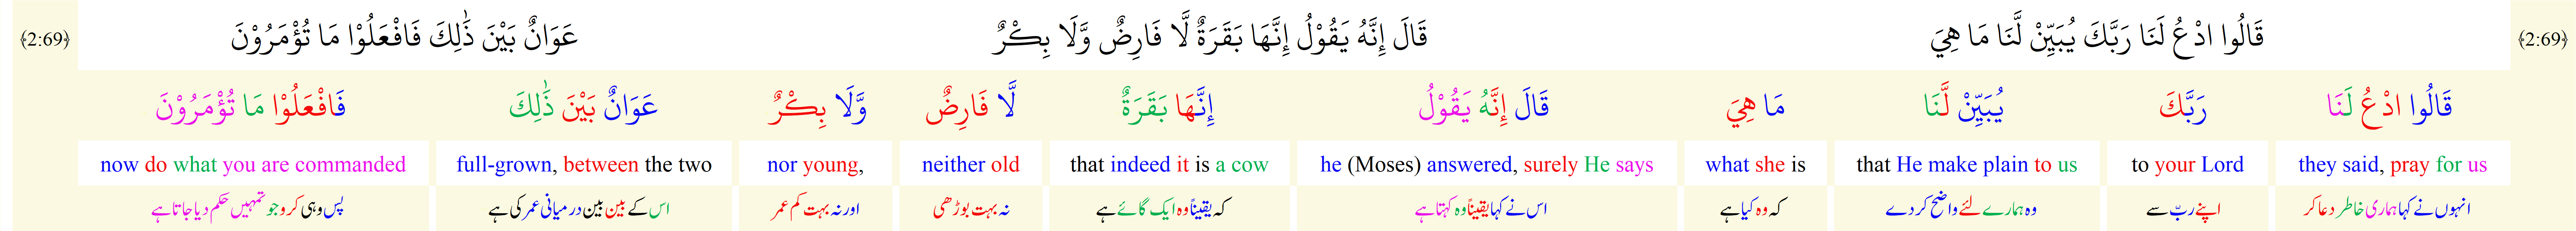 ﴿2:69﴾ قَالُوا ادْعُ لَنَا رَبَّكَ يُبَيِّنْ لَّنَا مَا هِيَ قَالَ إِنَّهُ يَقُوْلُ إِنَّهَا بَقَرَةٌ لَّا فَارِضٌ وَّلَا بِكْرٌ عَوَانٌ بَيْنَ ذَٰلِكَ فَافْعَلُوْا مَا تُؤْمَرُوْنَ ﴿2:69﴾
قَالُوا ادْعُ لَنَا رَبَّكَ يُبَيِّنْ لَّنَا مَا هِيَ قَالَ إِنَّهُ يَقُوْلُ إِنَّهَا بَقَرَةٌ لَّا فَارِضٌ وَّلَا بِكْرٌ عَوَانٌ بَيْنَ ذَٰلِكَ فَافْعَلُوْا مَا تُؤْمَرُوْنَ
they said, pray for us to your Lord that He make plain to us what she is he (Moses) answered, surely He says that indeed it is a cow neither old nor young, full-grown, between the two now do what you are commanded
انہوں نے کہا ہماری خاطر دعا کر اپنے ربّ سے وہ ہمارے لئے واضح کردے کہ وہ کیا ہے اس نے کہا یقیناً وہ کہتا ہے کہ یقیناً وہ ایک گائے ہے نہ بہت بوڑھی اور نہ بہت کم عمر اس کے بین بین درمیانی عمر کی ہے پس وہی کرو جو تمہیں حکم دیا جاتا ہے